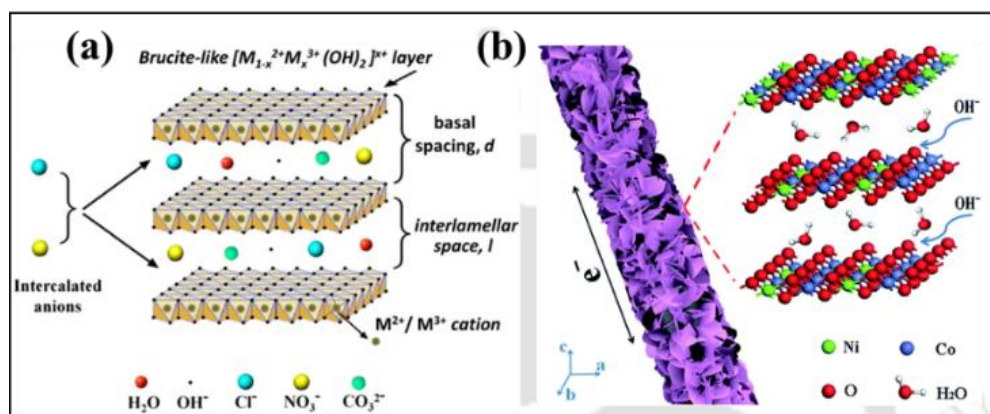 (a)
Brucite-like [M₁₋ₓ²⁺Mₓ³⁺(OH)₂]ˣ⁺ layer
basal
spacing, d
interlamellar
space, l
Intercalated
anions
M²⁺/ M³⁺ cation
H₂O OH⁻ Cl⁻ NO₃⁻ CO₃²⁻
(b)
OH⁻
OH⁻
e⁻
c
a
b
Ni Co
O H₂O